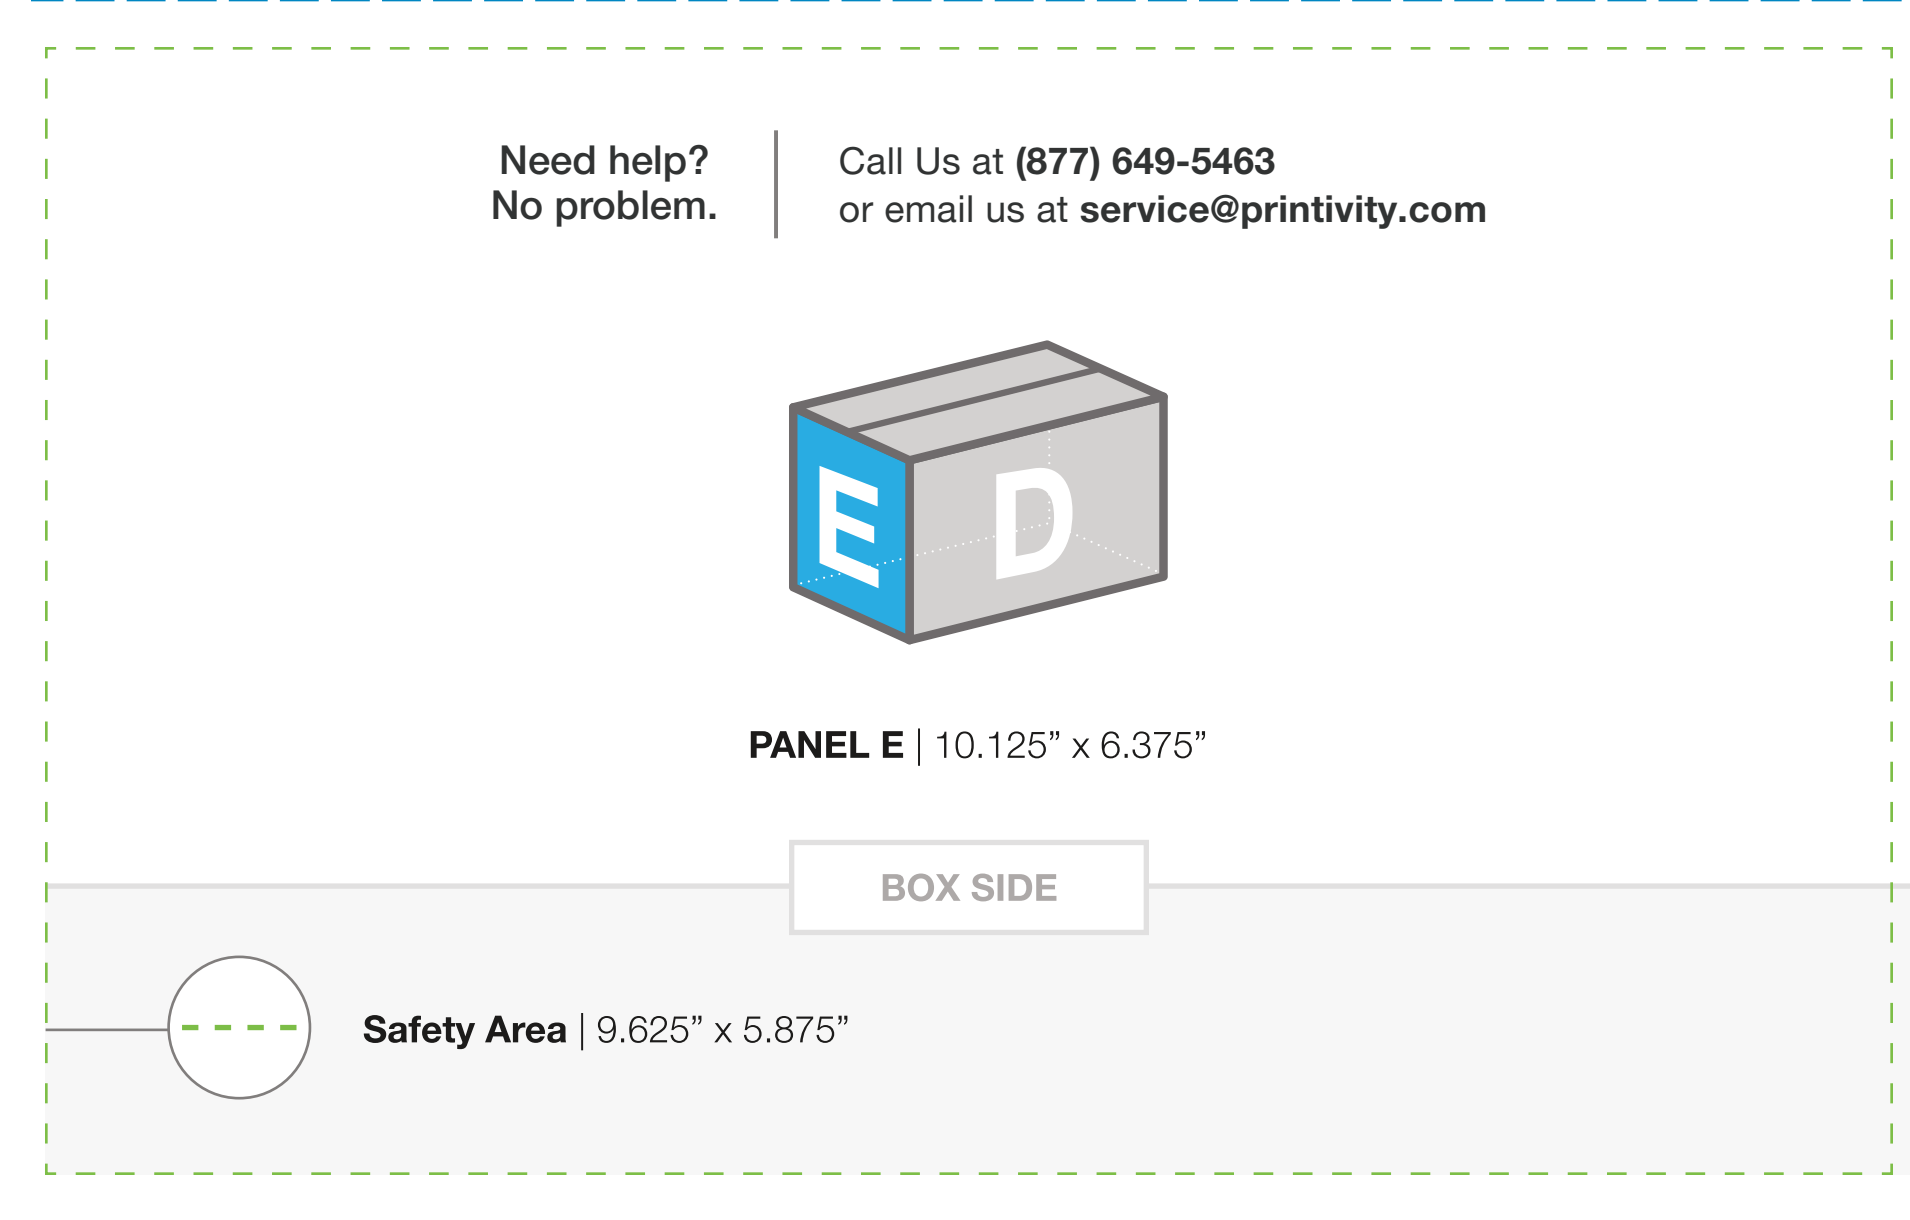 Need help?
No problem.
Call Us at (877) 649-5463
or email us at service@printivity.com
E
D
PANEL E | 10.125” x 6.375”
BOX SIDE
Safety Area | 9.625” x 5.875”